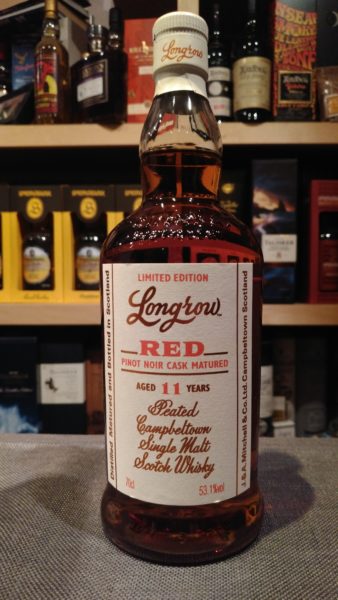 Longrow
LIMITED EDITION
Longrow
RED
PINOT NOIR CASK MATURED
AGED 11 YEARS
Peated
Campbeltown
Single Malt
Scotch Whisky
70cl 53.1%vol
Distilled Matured and Bottled in Scotland
J.&A. Mitchell & Co. Ltd. Campbeltown Scotland
TALISKER